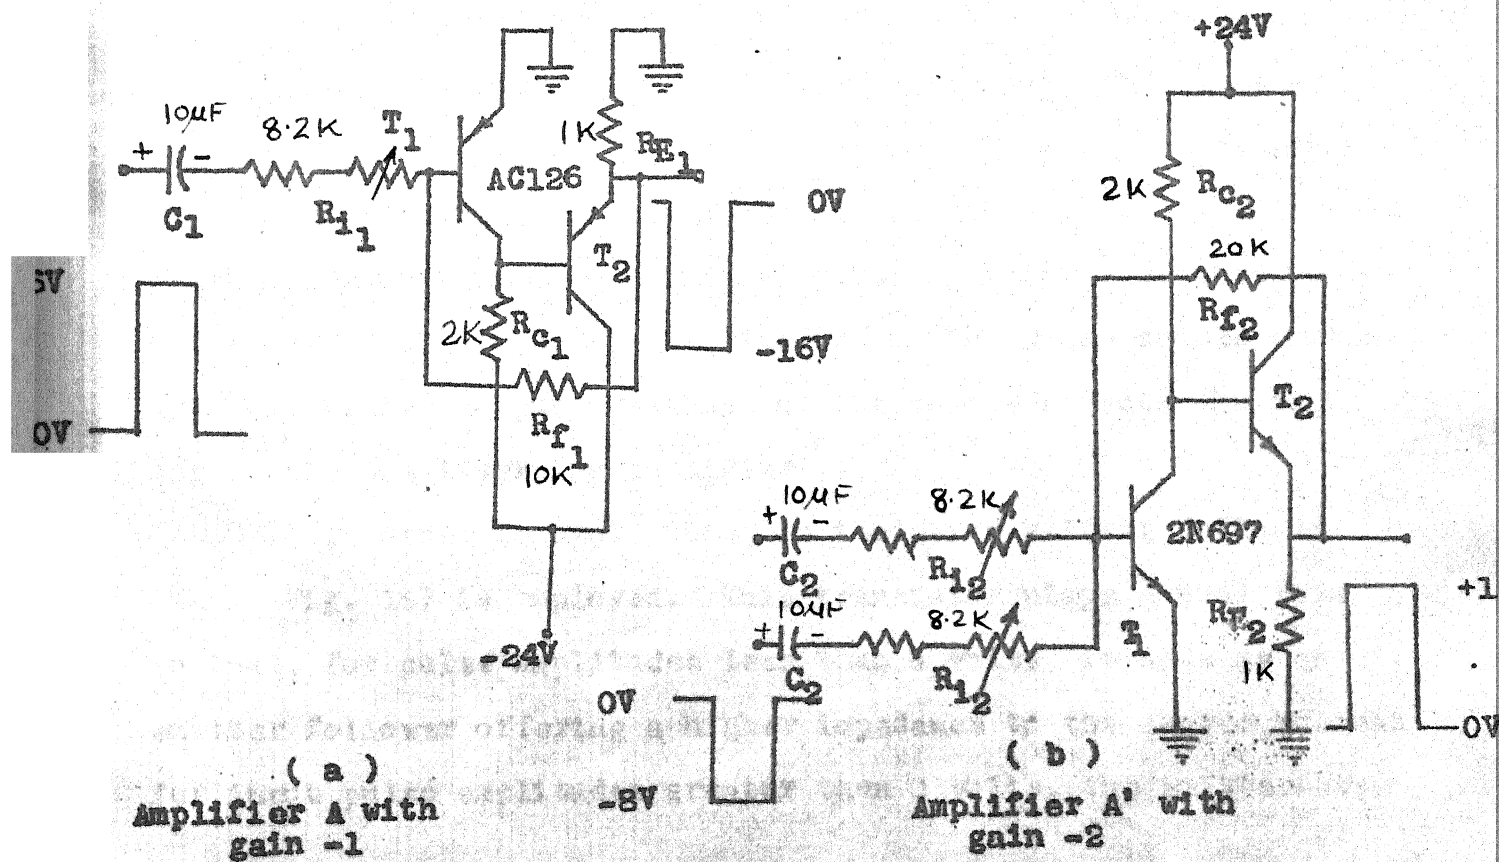 10µF
8.2K
T1
+
-
C1
Ri1
AC126
1K
RE1
0V
-16V
T2
2K
Rc1
Rf1
10K
-24V
0V
( a )
Amplifier A with
gain -1
+24V
2K
Rc2
20K
Rf2
T2
10µF
+
-
8.2K
C2
Ri2
2N697
10µF
+
-
8.2K
C2
Ri2
T1
RE2
1K
+1
0V
0V
-8V
( b )
Amplifier A' with
gain -2